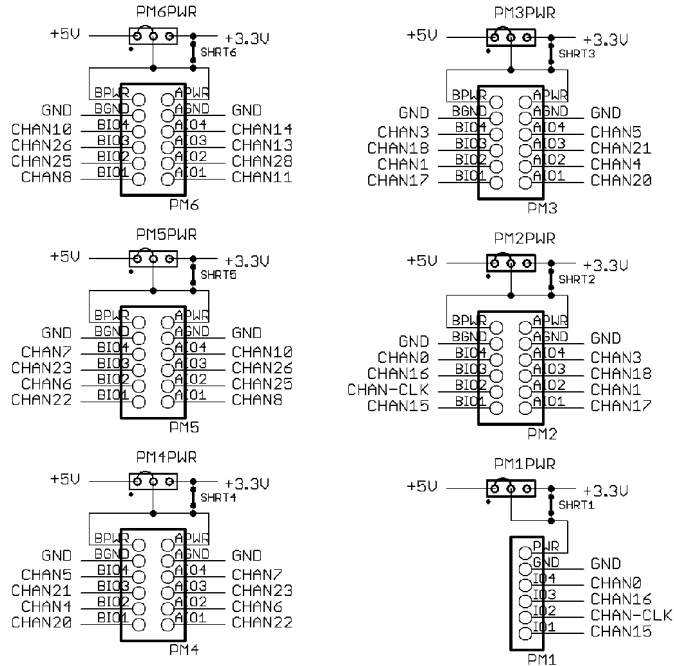 PM6PWR
+5V +3.3V
SHRT6
BPWR APWR
GND BGND AGND GND
CHAN10 BIO4 AIO4 CHAN14
CHAN26 BIO3 AIO3 CHAN13
CHAN25 BIO2 AIO2 CHAN28
CHAN8 BIO1 AIO1 CHAN11
PM6
PM3PWR
+5V +3.3V
SHRT3
BPWR APWR
GND BGND AGND GND
CHAN3 BIO4 AIO4 CHAN5
CHAN18 BIO3 AIO3 CHAN21
CHAN1 BIO2 AIO2 CHAN4
CHAN17 BIO1 AIO1 CHAN20
PM3
PM5PWR
+5V +3.3V
SHRT5
BPWR APWR
GND BGND AGND GND
CHAN7 BIO4 AIO4 CHAN10
CHAN23 BIO3 AIO3 CHAN26
CHAN6 BIO2 AIO2 CHAN25
CHAN22 BIO1 AIO1 CHAN8
PM5
PM2PWR
+5V +3.3V
SHRT2
BPWR APWR
GND BGND AGND GND
CHAN0 BIO4 AIO4 CHAN3
CHAN16 BIO3 AIO3 CHAN18
CHAN-CLK BIO2 AIO2 CHAN1
CHAN15 BIO1 AIO1 CHAN17
PM2
PM4PWR
+5V +3.3V
SHRT4
BPWR APWR
GND BGND AGND GND
CHAN5 BIO4 AIO4 CHAN7
CHAN21 BIO3 AIO3 CHAN23
CHAN4 BIO2 AIO2 CHAN6
CHAN20 BIO1 AIO1 CHAN22
PM4
PM1PWR
+5V +3.3V
SHRT1
PWR
GND GND
IO4 CHAN0
IO3 CHAN16
IO2 CHAN-CLK
IO1 CHAN15
PM1